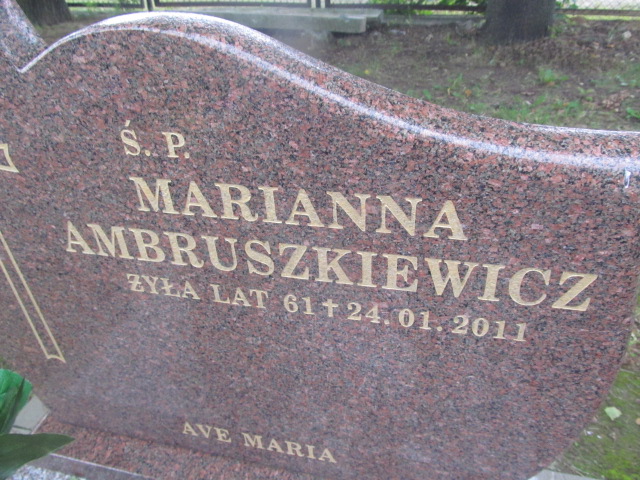 Ś. P.
MARIANNA
AMBRUSZKIEWICZ
ŻYŁA LAT 61 ✝ 24.01.2011
AVE MARIA